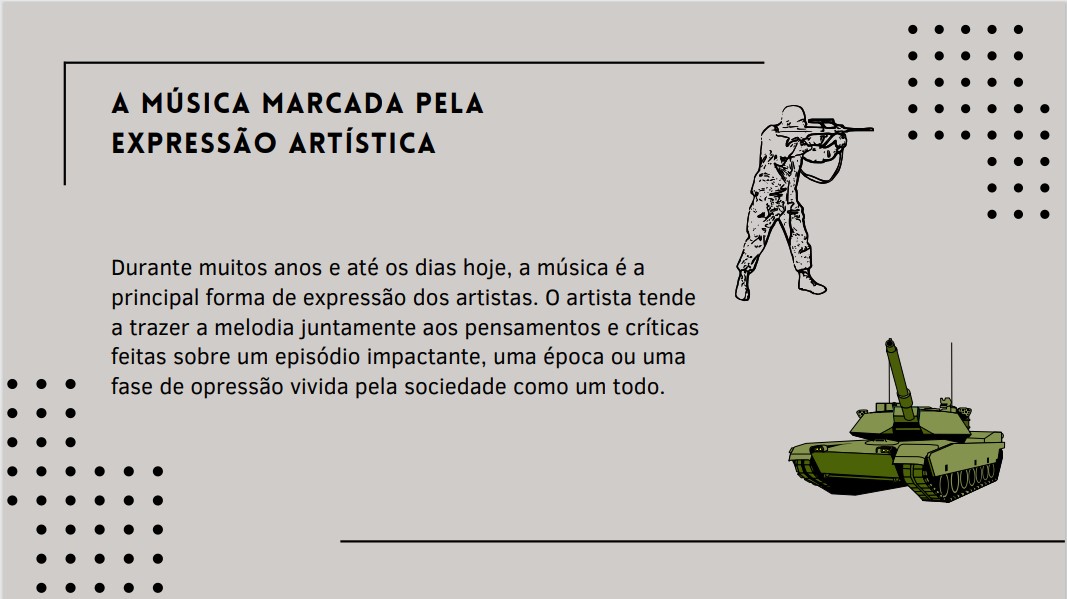 A MÚSICA MARCADA PELA
EXPRESSÃO ARTÍSTICA
Durante muitos anos e até os dias hoje, a música é a
principal forma de expressão dos artistas. O artista tende
a trazer a melodia juntamente aos pensamentos e críticas
feitas sobre um episódio impactante, uma época ou uma
fase de opressão vivida pela sociedade como um todo.